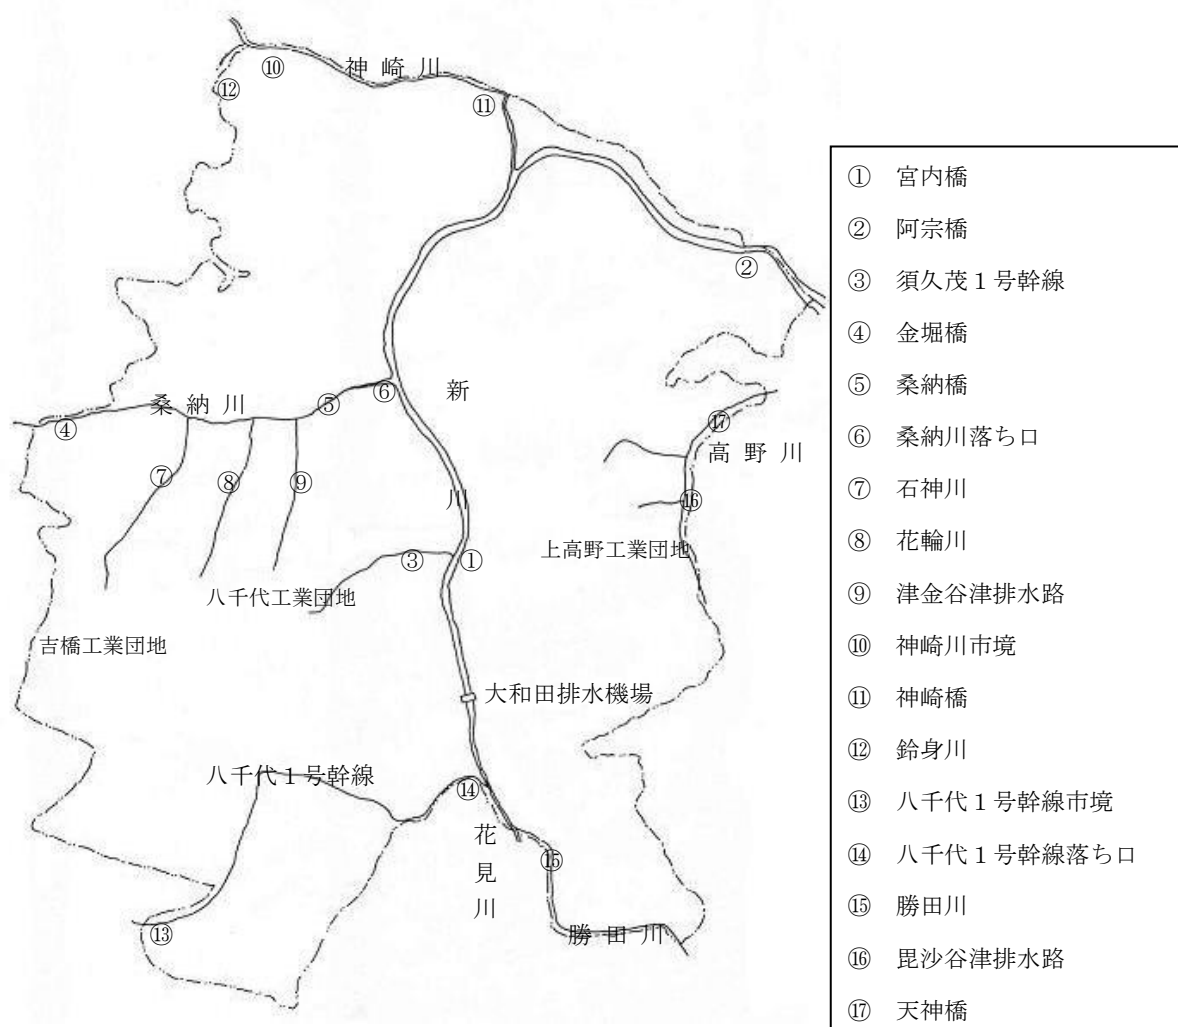 ⑩
神崎川
⑫
⑪
②
新川
桑納川
⑤
⑥
④
⑰
高野川
⑦
⑧
⑨
⑯
上高野工業団地
③
①
八千代工業団地
吉橋工業団地
大和田排水機場
八千代1号幹線
⑭
花見川
⑮
⑬
勝田川
① 宮内橋
② 阿宗橋
③ 須久茂1号幹線
④ 金堀橋
⑤ 桑納橋
⑥ 桑納川落ち口
⑦ 石神川
⑧ 花輪川
⑨ 津金谷津排水路
⑩ 神崎川市境
⑪ 神崎橋
⑫ 鈴身川
⑬ 八千代1号幹線市境
⑭ 八千代1号幹線落ち口
⑮ 勝田川
⑯ 毘沙谷津排水路
⑰ 天神橋